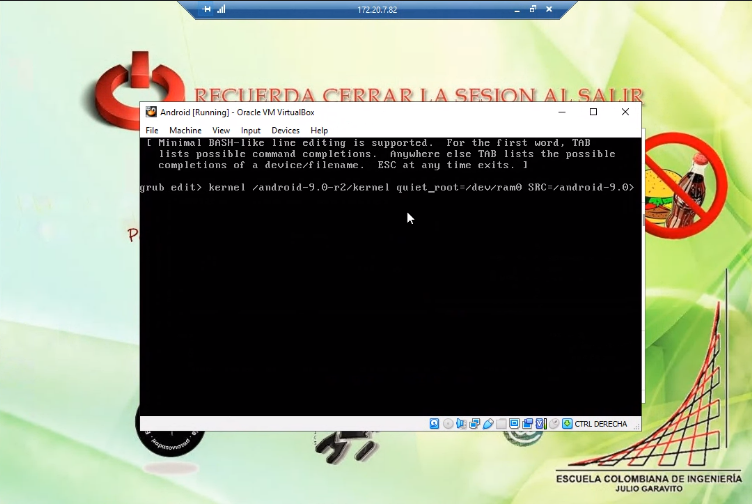 172.20.7.82
RECUERDA CERRAR LA SESION AL SALIR
Android [Running] - Oracle VM VirtualBox
File Machine View Input Devices Help
[ Minimal BASH-like line editing is supported. For the first word, TAB
lists possible command completions. Anywhere else TAB lists the possible
completions of a device/filename. ESC at any time exits. ]
grub edit> kernel /android-9.0-r2/kernel quiet_root=/dev/ram0 SRC=/android-9.0>
P
CTRL DERECHA
ESCUELA COLOMBIANA DE INGENIERÍA
JULIO GARAVITO